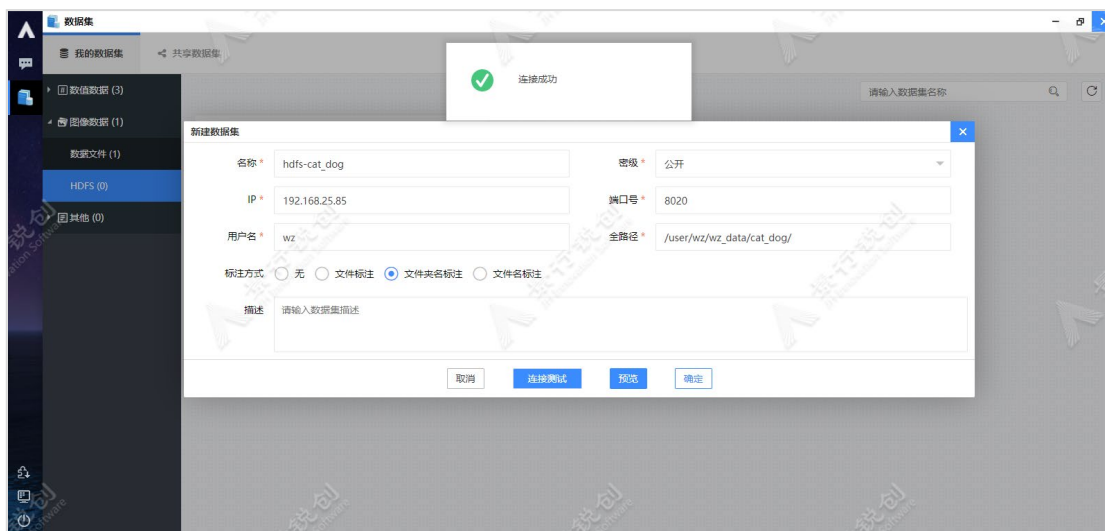 数据集
我的数据集
共享数据集
连接成功
数值数据 (3)
请输入数据集名称
图像数据 (1)
新建数据集
数据文件 (1)
名称 * hdfs-cat_dog 密级 * 公开
HDFS (0)
IP * 192.168.25.85 端口号 * 8020
其他 (0)
用户名 * wz 全路径 * /user/wz/wz_data/cat_dog/
标注方式 无 文件标注 文件夹名标注 文件名标注
描述 请输入数据集描述
取消 连接测试 预览 确定